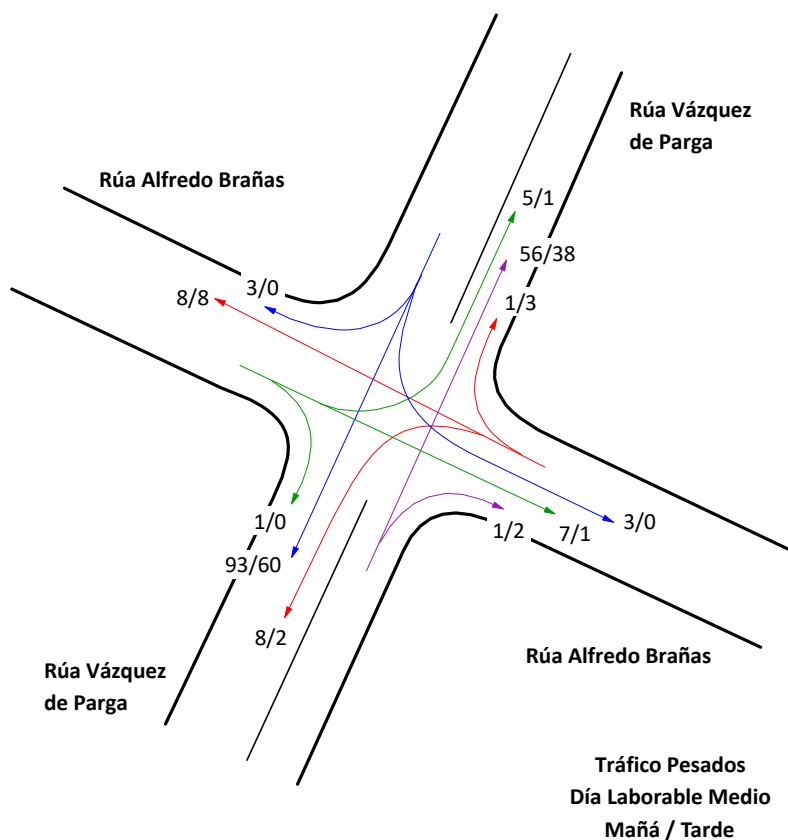 Rúa Vázquez
de Parga
Rúa Alfredo Brañas
5/1
56/38
3/0
8/8
1/3
1/0
1/2
7/1
3/0
93/60
8/2
Rúa Vázquez
de Parga
Rúa Alfredo Brañas
Tráfico Pesados
Día Laborable Medio
Mañá / Tarde